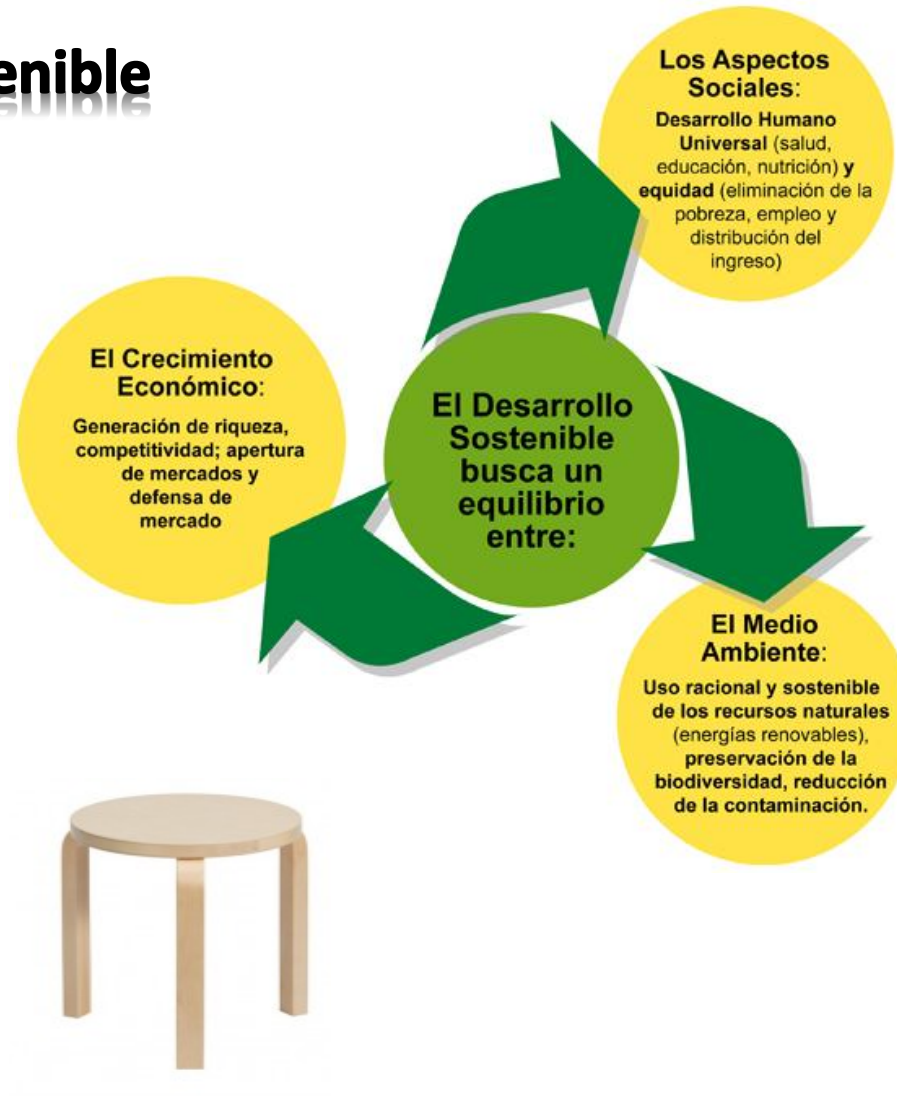 enible
Los Aspectos
Sociales:
Desarrollo Humano
Universal (salud,
educación, nutrición) y
equidad (eliminación de la
pobreza, empleo y
distribución del
ingreso)
El Crecimiento
Económico:
Generación de riqueza,
competitividad; apertura
de mercados y
defensa de
mercado
El Desarrollo
Sostenible
busca un
equilibrio
entre:
El Medio
Ambiente:
Uso racional y sostenible
de los recursos naturales
(energías renovables),
preservación de la
biodiversidad, reducción
de la contaminación.